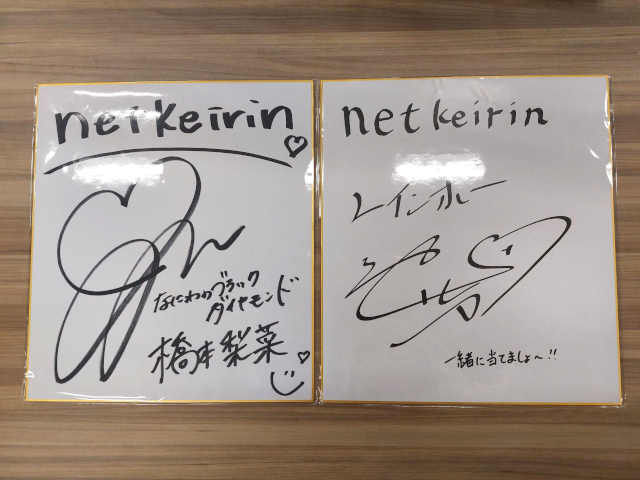 netkeirin
なにわのブラック
ダイヤモンド
橋本梨菜
netkeirin
レインボー
一緒に当てましょ〜!!